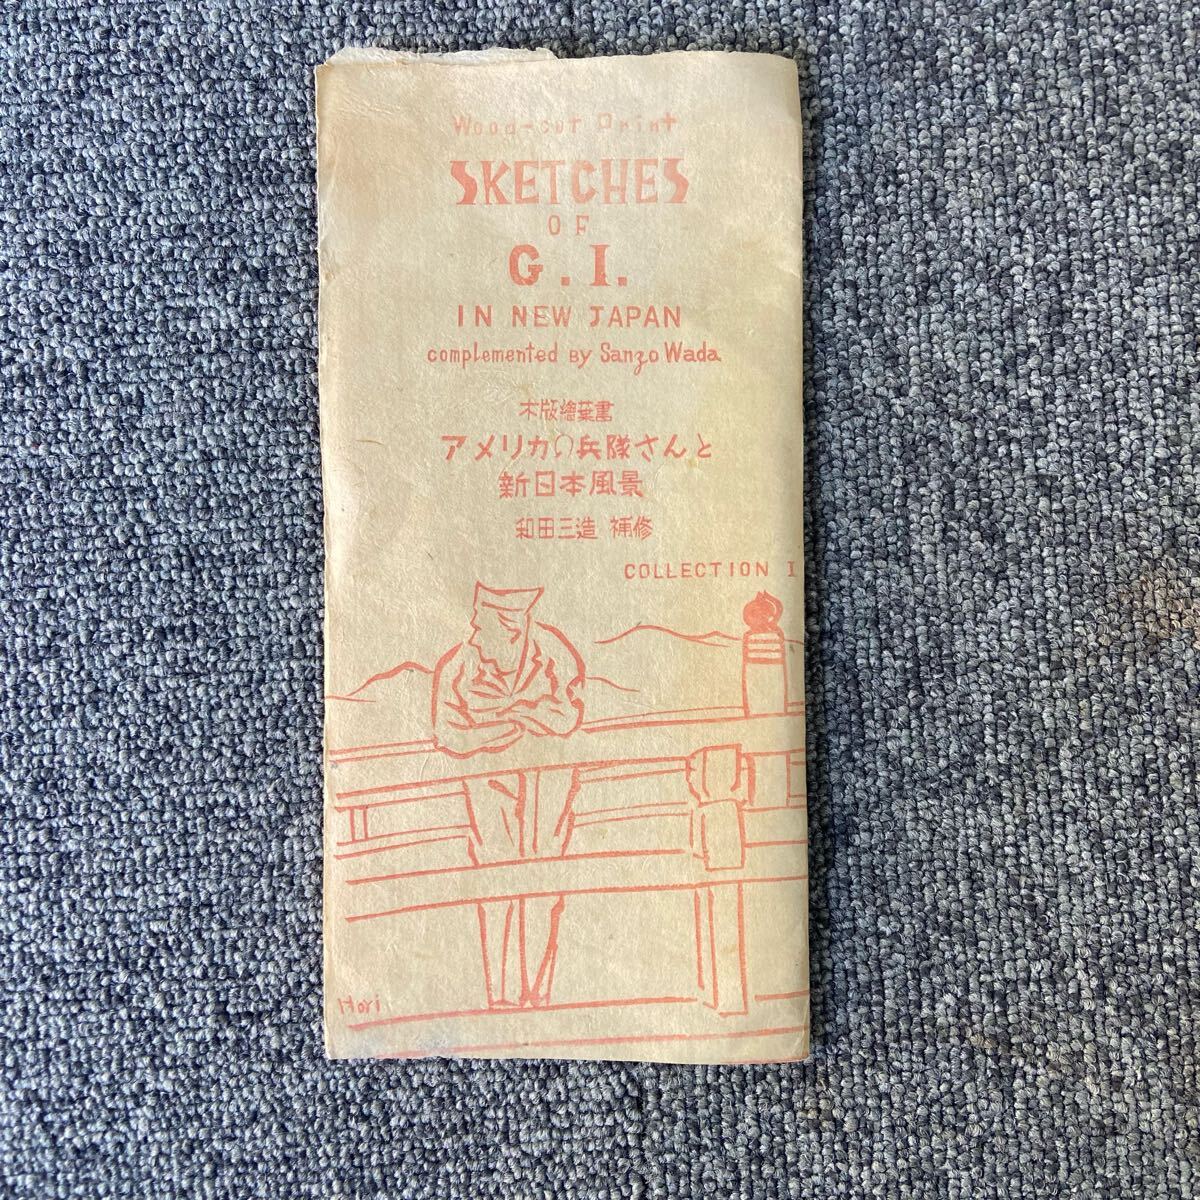 Wood-cut Print
SKETCHES
OF
G.I.
IN NEW JAPAN
complemented by Sanzo Wada
木版繪葉書
アメリカの兵隊さんと
新日本風景
和田三造 補修
COLLECTION I
Hori